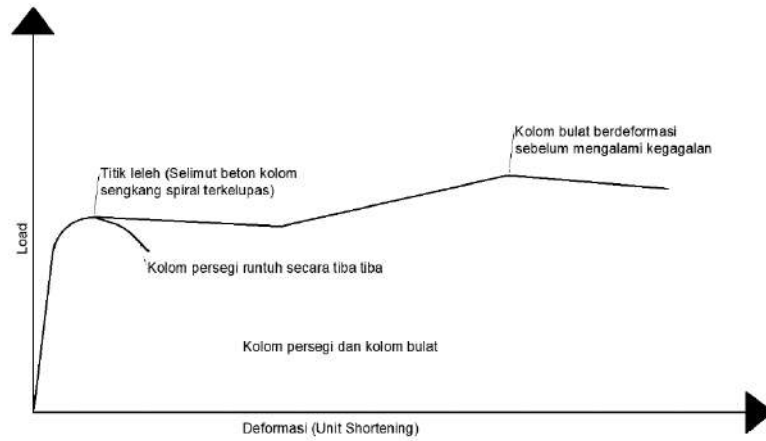 Kolom bulat berdeformasi
sebelum mengalami kegagalan
Titik leleh (Selimut beton kolom
sengkang spiral terkelupas)
Load
Kolom persegi runtuh secara tiba tiba
Kolom persegi dan kolom bulat
Deformasi (Unit Shortening)